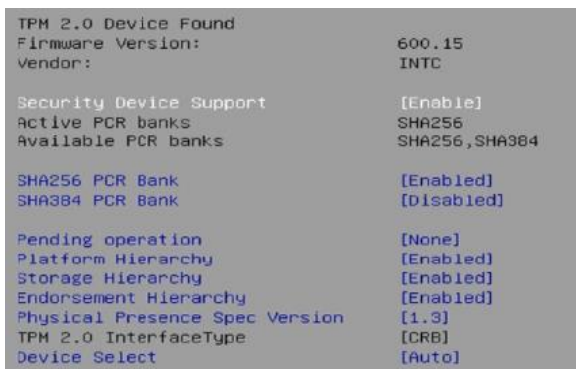 TPM 2.0 Device Found
Firmware Version: 600.15
Vendor: INTC
Security Device Support [Enable]
Active PCR banks SHA256
Available PCR banks SHA256,SHA384
SHA256 PCR Bank [Enabled]
SHA384 PCR Bank [Disabled]
Pending operation [None]
Platform Hierarchy [Enabled]
Storage Hierarchy [Enabled]
Endorsement Hierarchy [Enabled]
Physical Presence Spec Version [1.3]
TPM 2.0 InterfaceType [CRB]
Device Select [Auto]